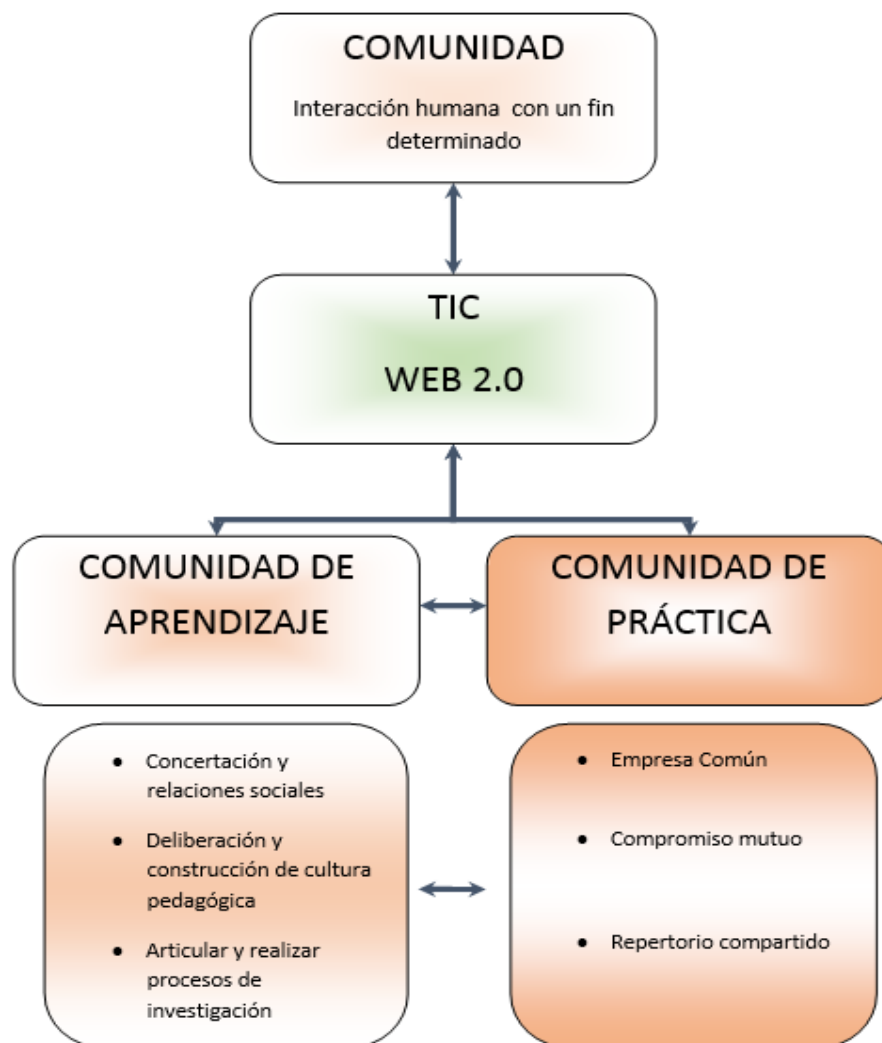 COMUNIDAD
Interacción humana con un fin
determinado
TIC
WEB 2.0
COMUNIDAD DE
APRENDIZAJE
COMUNIDAD DE
PRÁCTICA
• Concertación y
relaciones sociales
• Deliberación y
construcción de cultura
pedagógica
• Articular y realizar
procesos de
investigación
• Empresa Común
• Compromiso mutuo
• Repertorio compartido